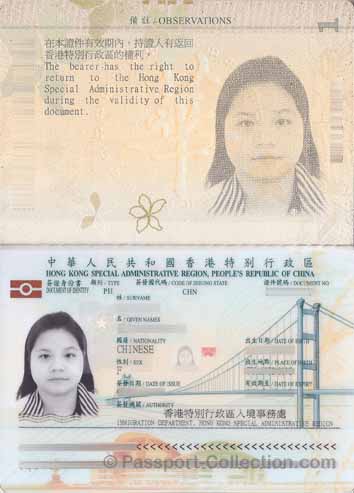 備註 - OBSERVATIONS
1
在本證件有效期內，持證人有返回
香港特別行政區的權利。
The bearer has the right to
return to the Hong Kong
Special Administrative Region
during the validity of this
document.
中華人民共和國香港特別行政區
HONG KONG SPECIAL ADMINISTRATIVE REGION, PEOPLE'S REPUBLIC OF CHINA
簽證身份書 類別 / TYPE 簽發國代碼 / CODE OF ISSUING STATE 證件號碼 / DOCUMENT NO
DOCUMENT OF IDENTITY CHN
姓 / SURNAME
名 / GIVEN NAMES
國籍 / NATIONALITY 出生日期 / DATE OF BIRTH
CHINESE
性別 / SEX 出生地點 / PLACE OF BIRTH
F
簽發日期 / DATE OF ISSUE 有效期至 / DATE OF EXPIRY
簽發機關 / AUTHORITY
香港特別行政區入境事務處
IMMIGRATION DEPARTMENT, HONG KONG SPECIAL ADMINISTRATIVE REGION
© Passport-Collection.com